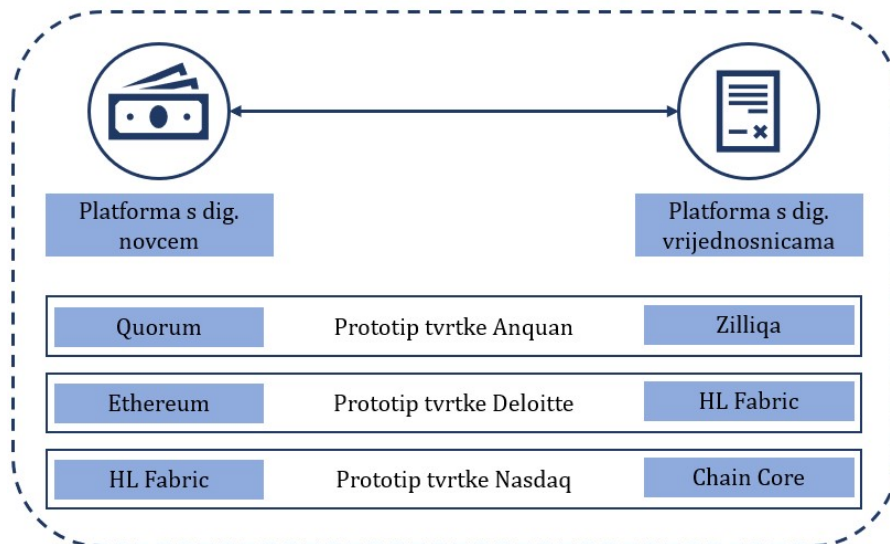 Platforma s dig.
novcem
Platforma s dig.
vrijednosnicama
Quorum Prototip tvrtke Anquan Zilliqa
Ethereum Prototip tvrtke Deloitte HL Fabric
HL Fabric Prototip tvrtke Nasdaq Chain Core